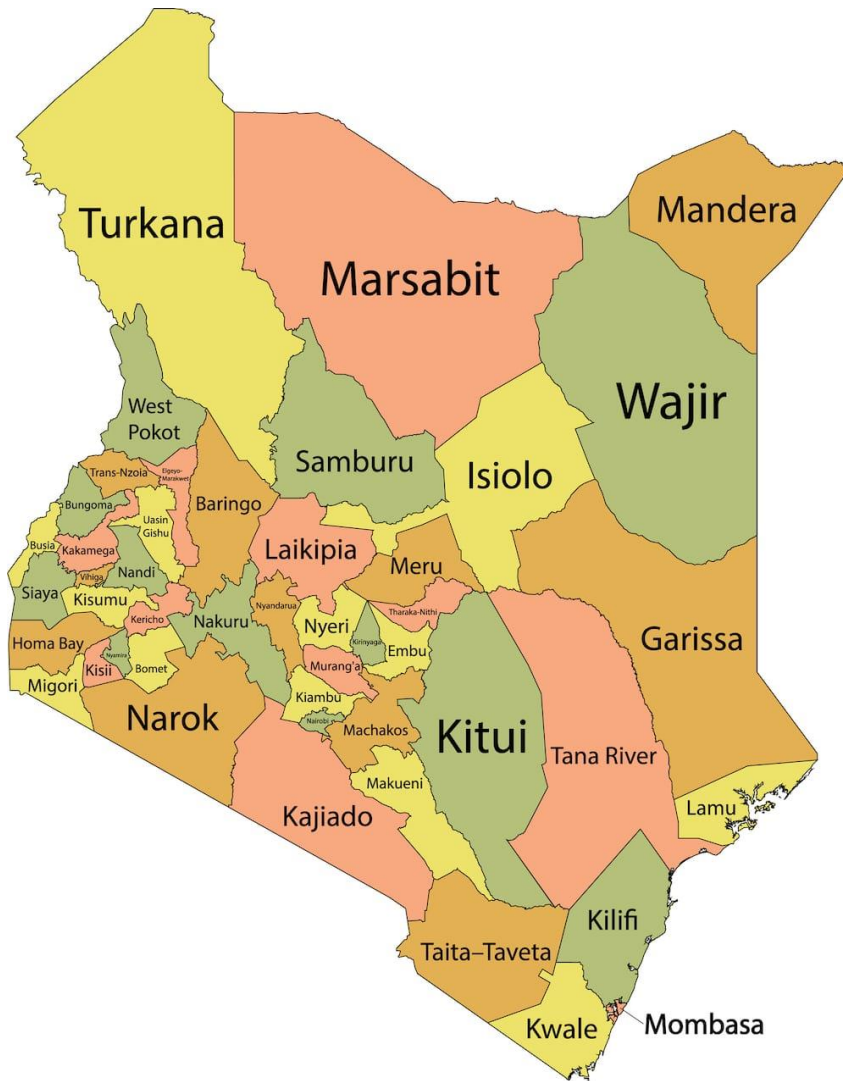 Turkana
Mandera
Marsabit
Wajir
West
Pokot
Samburu
Isiolo
Trans-Nzoia
Elgeyo-
Marakwet
Baringo
Bungoma
Uasin
Gishu
Busia
Kakamega
Laikipia
Meru
Vihiga
Nandi
Siaya
Kisumu
Kericho
Nakuru
Nyandarua
Nyeri
Tharaka-Nithi
Kirinyaga
Embu
Garissa
Homa Bay
Kisii
Nyamira
Bomet
Murang'a
Migori
Narok
Kiambu
Nairobi
Machakos
Kitui
Tana River
Makueni
Kajiado
Lamu
Kilifi
Taita–Taveta
Kwale
Mombasa